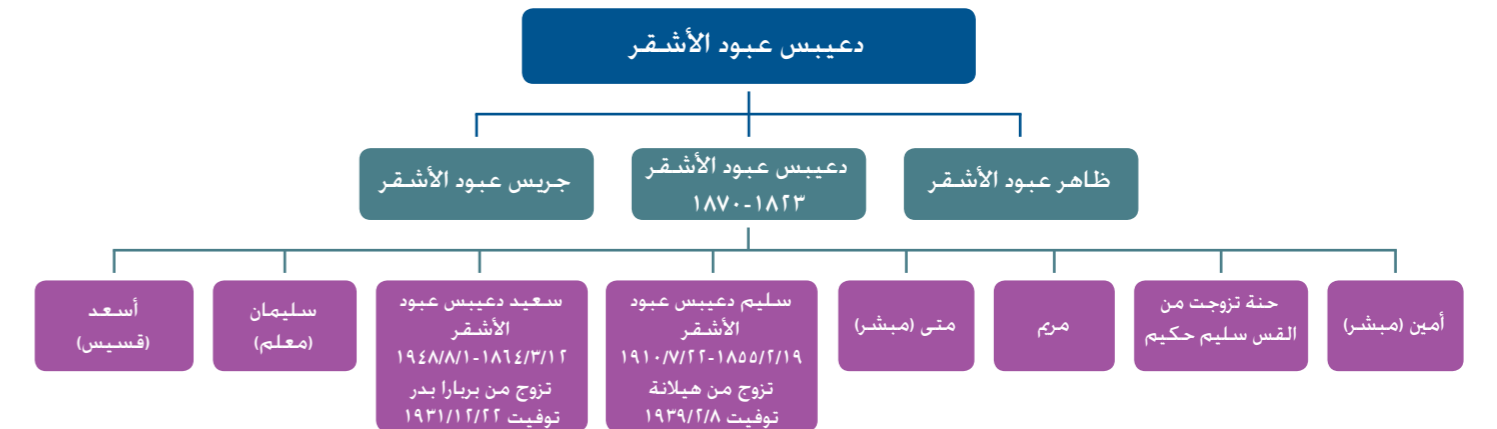 دعيبس عبود الأشقر
ظاهر عبود الأشقر
دعيبس عبود الأشقر
١٨٢٣-١٨٧٠
جريس عبود الأشقر
أمين (مبشر)
حنة تزوجت من
القس سليم حكيم
مريم
متى (مبشر)
سليم دعيبس عبود
الأشقر
١٨٥٥/٢/١٩-١٩١٠/٧/٢٢
تزوج من هيلانة
توفيت ١٩٣٩/٢/٨
سعيد دعيبس عبود
الأشقر
١٨٦٤/٣/١٢-١٩٤٨/٨/١
تزوج من بربارا بدر
توفيت ١٩٣١/١٢/٢٢
سليمان
(معلم)
أسعد
(قسيس)